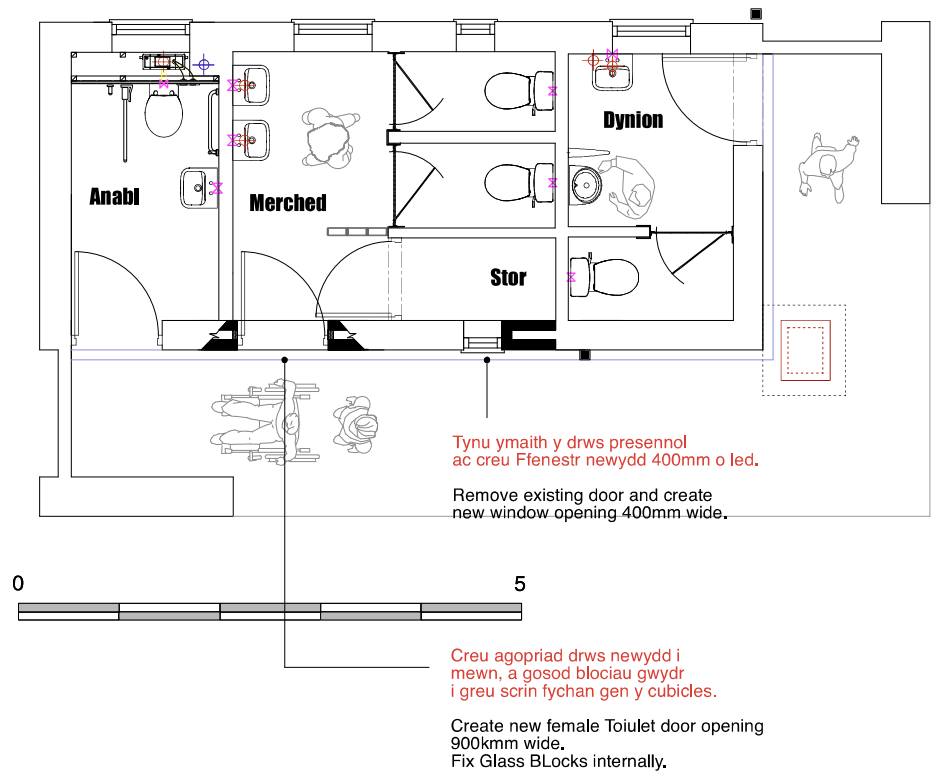 Dynion
Anabl
Merched
Stor
Tynu ymaith y drws presennol
ac creu Ffenestr newydd 400mm o led.
Remove existing door and create
new window opening 400mm wide.
0 5
Creu agopriad drws newydd i
mewn, a gosod blociau gwydr
i greu scrin fychan gen y cubicles.
Create new female Toiulet door opening
900kmm wide.
Fix Glass BLocks internally.